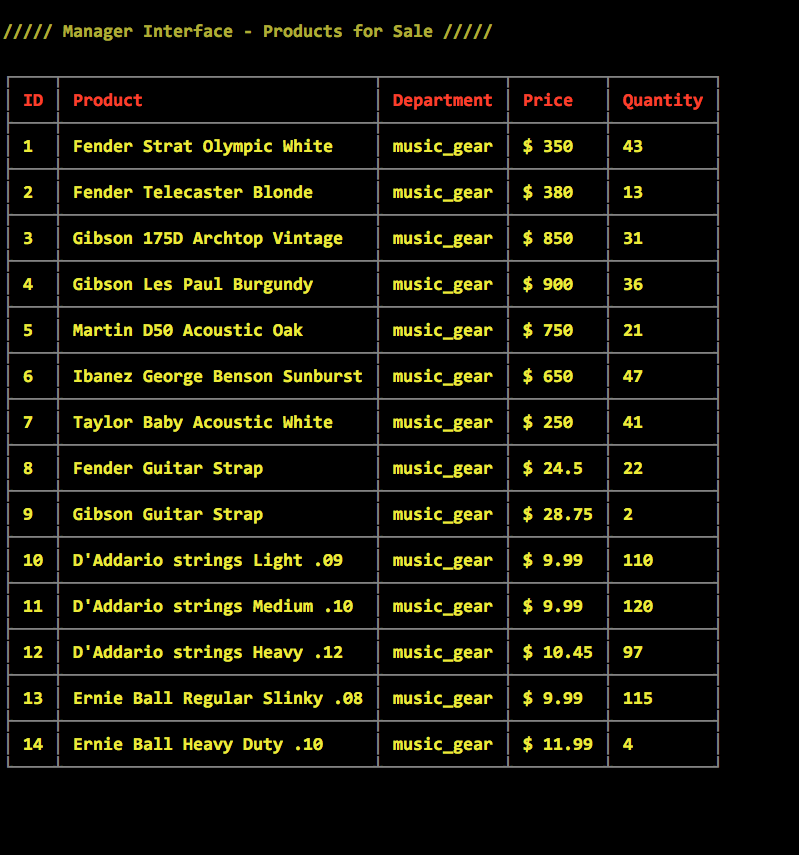 ///// Manager Interface - Products for Sale /////
ID Product Department Price Quantity
1 Fender Strat Olympic White music_gear $ 350 43
2 Fender Telecaster Blonde music_gear $ 380 13
3 Gibson 175D Archtop Vintage music_gear $ 850 31
4 Gibson Les Paul Burgundy music_gear $ 900 36
5 Martin D50 Acoustic Oak music_gear $ 750 21
6 Ibanez George Benson Sunburst music_gear $ 650 47
7 Taylor Baby Acoustic White music_gear $ 250 41
8 Fender Guitar Strap music_gear $ 24.5 22
9 Gibson Guitar Strap music_gear $ 28.75 2
10 D'Addario strings Light .09 music_gear $ 9.99 110
11 D'Addario strings Medium .10 music_gear $ 9.99 120
12 D'Addario strings Heavy .12 music_gear $ 10.45 97
13 Ernie Ball Regular Slinky .08 music_gear $ 9.99 115
14 Ernie Ball Heavy Duty .10 music_gear $ 11.99 4